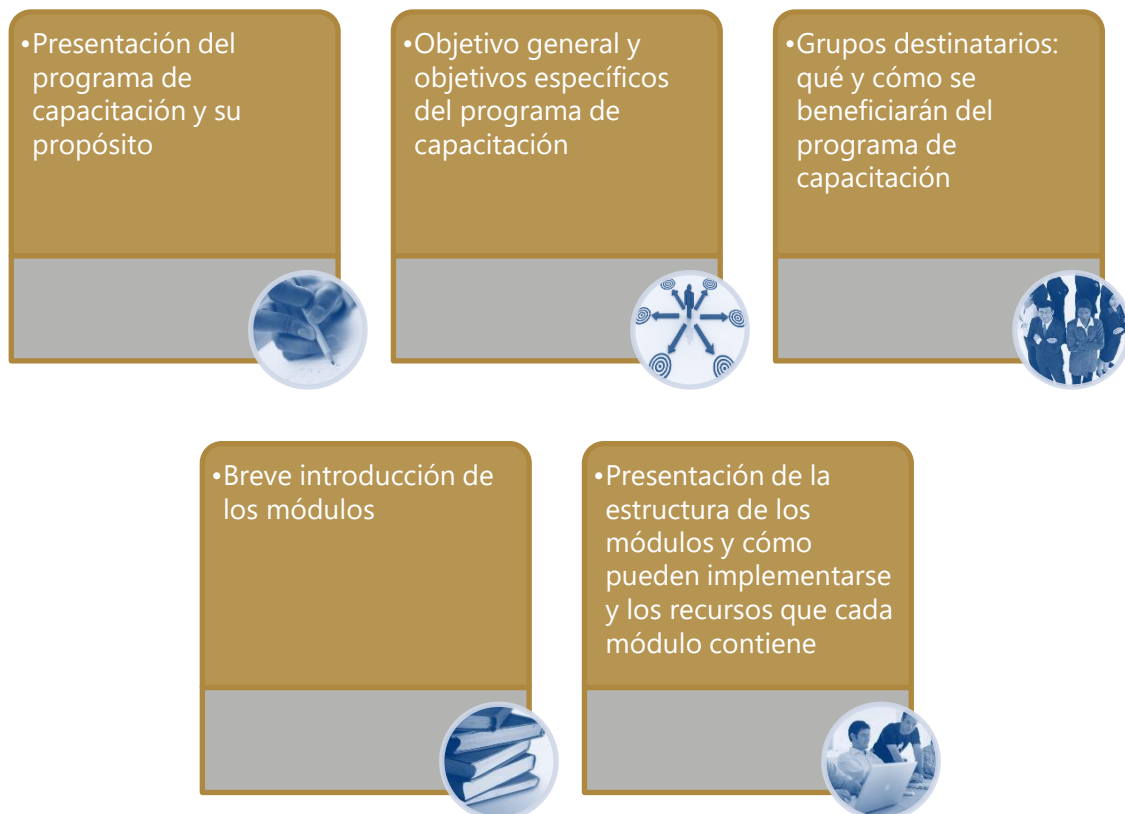 •Presentación del
programa de
capacitación y su
propósito
•Objetivo general y
objetivos específicos
del programa de
capacitación
•Grupos destinatarios:
qué y cómo se
beneficiarán del
programa de
capacitación
•Breve introducción de
los módulos
•Presentación de la
estructura de los
módulos y cómo
pueden implementarse
y los recursos que cada
módulo contiene